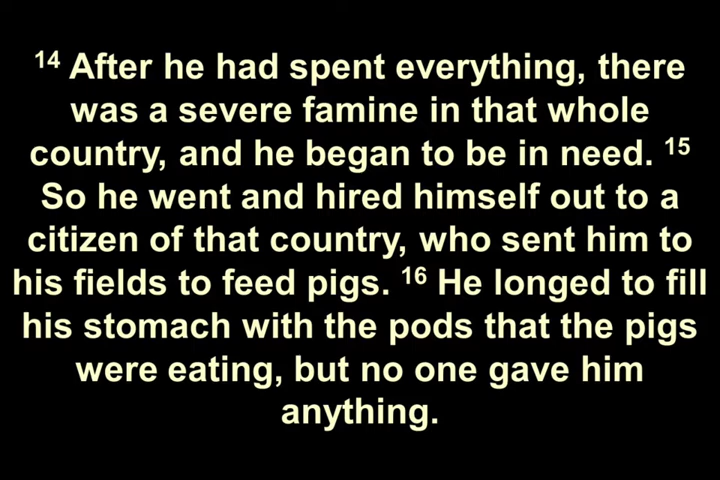 14 After he had spent everything, there
was a severe famine in that whole
country, and he began to be in need. 15
So he went and hired himself out to a
citizen of that country, who sent him to
his fields to feed pigs. 16 He longed to fill
his stomach with the pods that the pigs
were eating, but no one gave him
anything.